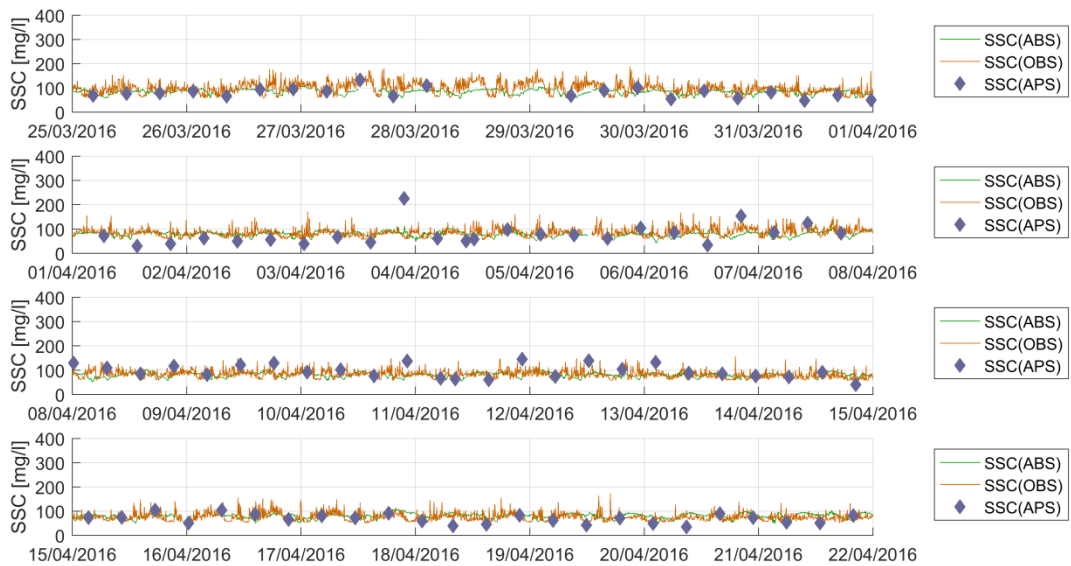 SSC [mg/l]
400
300
200
100
0
25/03/2016 26/03/2016 27/03/2016 28/03/2016 29/03/2016 30/03/2016 31/03/2016 01/04/2016
SSC(ABS)
SSC(OBS)
SSC(APS)
SSC [mg/l]
400
300
200
100
0
01/04/2016 02/04/2016 03/04/2016 04/04/2016 05/04/2016 06/04/2016 07/04/2016 08/04/2016
SSC(ABS)
SSC(OBS)
SSC(APS)
SSC [mg/l]
400
300
200
100
0
08/04/2016 09/04/2016 10/04/2016 11/04/2016 12/04/2016 13/04/2016 14/04/2016 15/04/2016
SSC(ABS)
SSC(OBS)
SSC(APS)
SSC [mg/l]
400
300
200
100
0
15/04/2016 16/04/2016 17/04/2016 18/04/2016 19/04/2016 20/04/2016 21/04/2016 22/04/2016
SSC(ABS)
SSC(OBS)
SSC(APS)